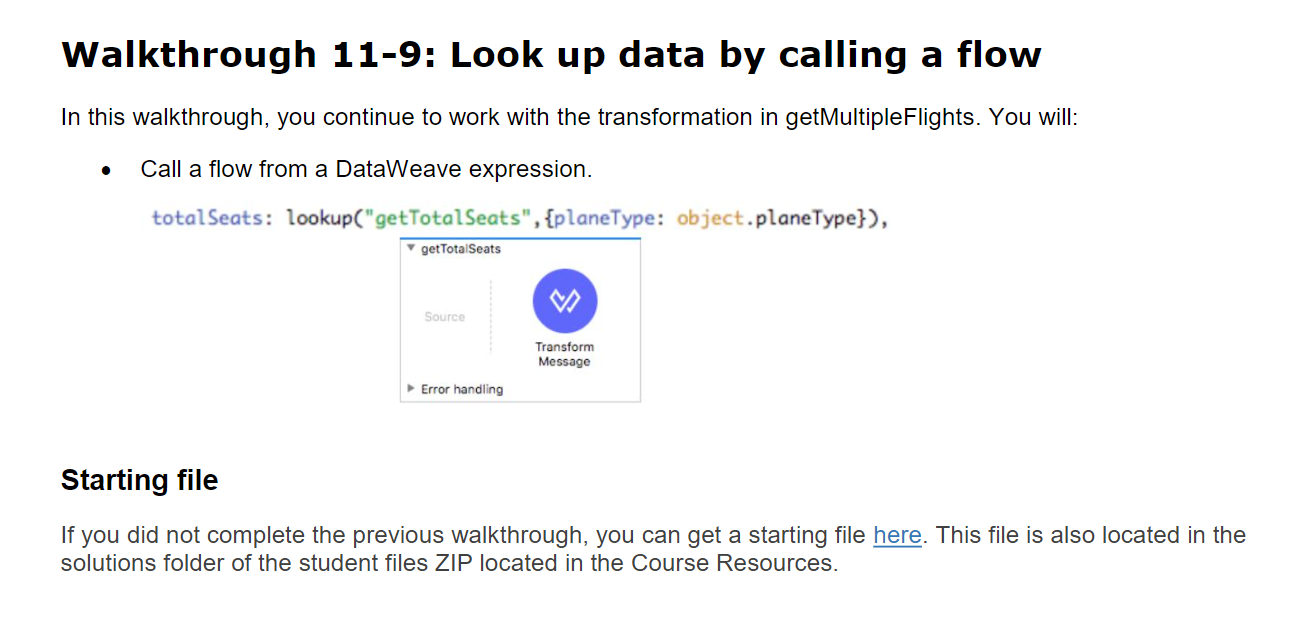 Walkthrough 11-9: Look up data by calling a flow
In this walkthrough, you continue to work with the transformation in getMultipleFlights. You will:
• Call a flow from a DataWeave expression.
totalSeats: lookup("getTotalSeats",{planeType: object.planeType}),
getTotalSeats
Source
Transform
Message
Error handling
Starting file
If you did not complete the previous walkthrough, you can get a starting file here. This file is also located in the
solutions folder of the student files ZIP located in the Course Resources.